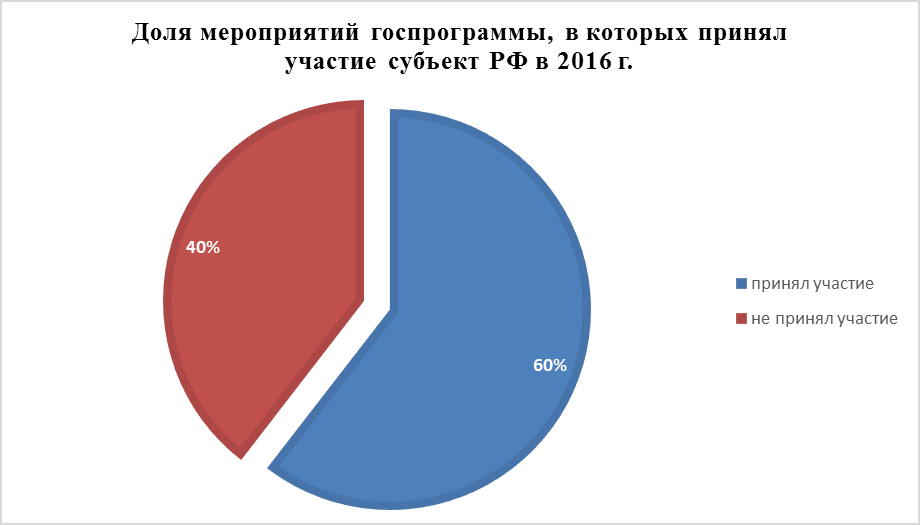 Доля мероприятий госпрограммы, в которых принял
участие субъект РФ в 2016 г.
40%
60%
принял участие
не принял участие